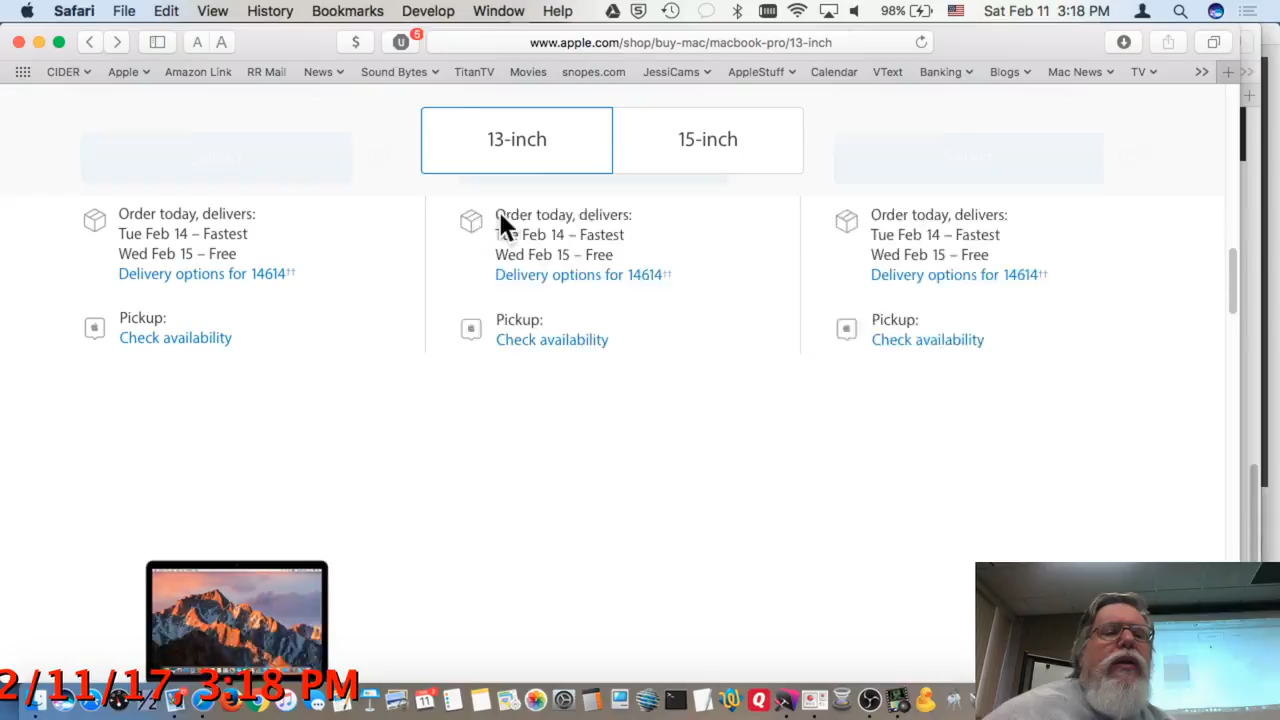 Safari File Edit View History Bookmarks Develop Window Help 98% Sat Feb 11 3:18 PM
A A $ 5 www.apple.com/shop/buy-mac/macbook-pro/13-inch
CIDER Apple Amazon Link RR Mail News Sound Bytes TitanTV Movies snopes.com JessiCams AppleStuff Calendar VText Banking Blogs Mac News TV
13-inch 15-inch
Order today, delivers:
Tue Feb 14 – Fastest
Wed Feb 15 – Free
Delivery options for 14614††
Pickup:
Check availability
Order today, delivers:
Feb 14 – Fastest
Wed Feb 15 – Free
Delivery options for 14614††
Pickup:
Check availability
Order today, delivers:
Tue Feb 14 – Fastest
Wed Feb 15 – Free
Delivery options for 14614††
Pickup:
Check availability
2/11/17, 3:18 PM